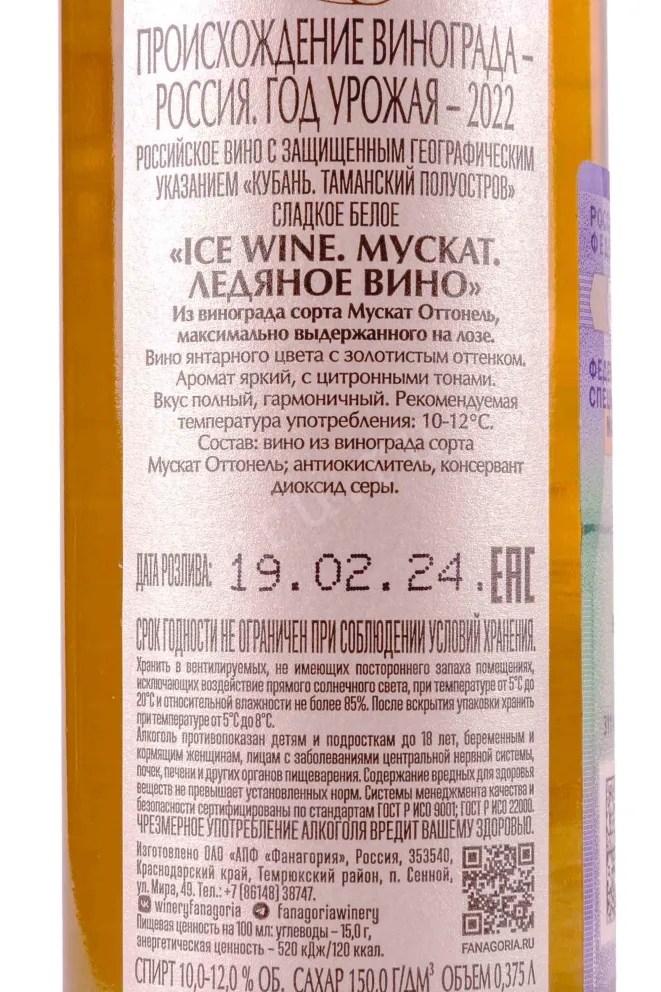 ПРОИСХОЖДЕНИЕ ВИНОГРАДА –
РОССИЯ. ГОД УРОЖАЯ – 2022
РОССИЙСКОЕ ВИНО С ЗАЩИЩЕННЫМ ГЕОГРАФИЧЕСКИМ
УКАЗАНИЕМ «КУБАНЬ. ТАМАНСКИЙ ПОЛУОСТРОВ»
СЛАДКОЕ БЕЛОЕ
«ICE WINE. МУСКАТ.
ЛЕДЯНОЕ ВИНО»
Из винограда сорта Мускат Оттонель,
максимально выдержанного на лозе.
Вино янтарного цвета с золотистым оттенком.
Аромат яркий, с цитронными тонами.
Вкус полный, гармоничный. Рекомендуемая
температура употребления: 10-12°С.
Состав: вино из винограда сорта
Мускат Оттонель; антиокислитель, консервант
диоксид серы.
ДАТА РОЗЛИВА: 19.02.24. ЕАС
СРОК ГОДНОСТИ НЕ ОГРАНИЧЕН ПРИ СОБЛЮДЕНИИ УСЛОВИЙ ХРАНЕНИЯ.
Хранить в вентилируемых, не имеющих постороннего запаха помещениях,
исключающих воздействие прямого солнечного света, при температуре от 5°С до
20°С и относительной влажности не более 85%. После вскрытия упаковки хранить
при температуре от 5°С до 8°С.
Алкоголь противопоказан детям и подросткам до 18 лет, беременным и
кормящим женщинам, лицам с заболеваниями центральной нервной системы,
почек, печени и других органов пищеварения. Содержание вредных для здоровья
веществ не превышает установленных норм. Системы менеджмента качества и
безопасности сертифицированы по стандартам ГОСТ Р ИСО 9001; ГОСТ Р ИСО 22000.
ЧРЕЗМЕРНОЕ УПОТРЕБЛЕНИЕ АЛКОГОЛЯ ВРЕДИТ ВАШЕМУ ЗДОРОВЬЮ.
Изготовлено ОАО «АПФ «Фанагория», Россия, 353540,
Краснодарский край, Темрюкский район, п. Сенной,
ул. Мира, 49. Тел.: +7 (86148) 38747.
wineryfanagoria fanagoriawinery
Пищевая ценность на 100 мл: углеводы – 15,0 г,
энергетическая ценность – 520 кДж/120 ккал.
FANAGORIA.RU
СПИРТ 10,0-12,0 % ОБ. САХАР 150,0 Г/ДМ³ ОБЪЕМ 0,375 Л